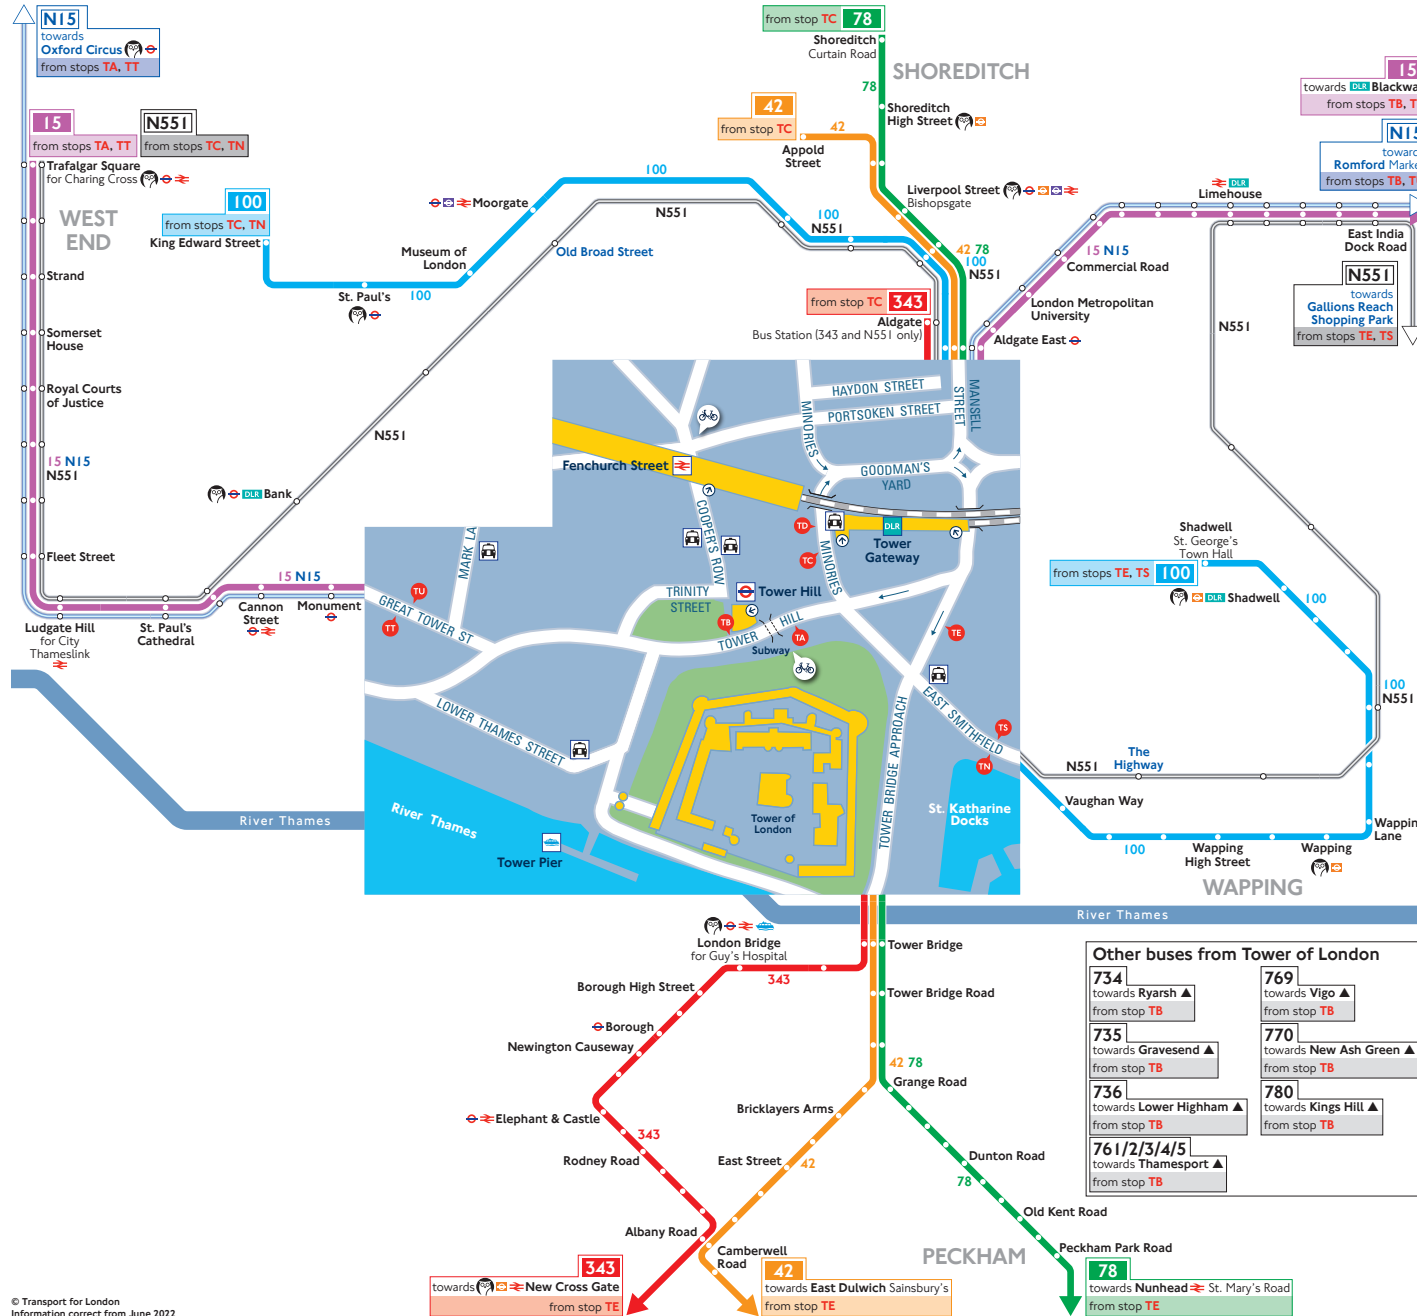 N15
towards
Oxford Circus
from stops TA, TT
from stop TC 78
Shoreditch
Curtain Road
SHOREDITCH
78
Shoreditch
High Street
42
from stop TC
42
Appold
Street
15
towards DLR Blackwa
from stops TB, T
N15
toward
Romford Marke
from stops TB, T
15
from stops TA, TT
N551
from stops TC, TN
Trafalgar Square
for Charing Cross
WEST
END
100
from stops TC, TN
King Edward Street
Moorgate
100
N551
Museum of
London
Old Broad Street
St. Paul's
100
100
N551
Liverpool Street
Bishopsgate
42 78
100
N551
DLR
Limehouse
East India
Dock Road
15 N15
Commercial Road
London Metropolitan
University
Aldgate East
N551
towards
Gallions Reach
Shopping Park
from stops TE, TS
N551
from stop TC 343
Aldgate
Bus Station (343 and N551 only)
Strand
Somerset
House
Royal Courts
of Justice
15 N15
N551
Fleet Street
Ludgate Hill
for City
Thameslink
St. Paul's
Cathedral
15 N15
Cannon
Street
Monument
N551
DLR Bank
HAYDON STREET
PORTSOKEN STREET
MANSELL
STREET
MINORIES
GOODMAN'S
YARD
Fenchurch Street
COOPER'S ROW
MARK LA
TD
TC
DLR
Tower
Gateway
MINORIES
TRINITY
STREET
Tower Hill
TU
TT
GREAT TOWER ST
TB
TOWER HILL
TA
Subway
TE
LOWER THAMES STREET
EAST SMITHFIELD
TOWER BRIDGE APPROACH
TS
TN
River Thames
Tower Pier
Tower of
London
St. Katharine
Docks
River Thames
Shadwell
St. George's
Town Hall
from stops TE, TS 100
DLR Shadwell
100
100
N551
The
Highway
N551
Vaughan Way
100
Wapping
High Street
Wapping
Wappin
Lane
WAPPING
River Thames
London Bridge
for Guy's Hospital
343
Tower Bridge
Tower Bridge Road
Borough High Street
Borough
Newington Causeway
Elephant & Castle
343
Rodney Road
Albany Road
42 78
Grange Road
Bricklayers Arms
East Street
42
Camberwell
Road
Dunton Road
78
Old Kent Road
Peckham Park Road
PECKHAM
343
towards New Cross Gate
from stop TE
42
towards East Dulwich Sainsbury's
from stop TE
78
towards Nunhead St. Mary's Road
from stop TE
Other buses from Tower of London
734
towards Ryarsh ▲
from stop TB
769
towards Vigo ▲
from stop TB
735
towards Gravesend ▲
from stop TB
770
towards New Ash Green ▲
from stop TB
736
towards Lower Highham ▲
from stop TB
780
towards Kings Hill ▲
from stop TB
761/2/3/4/5
towards Thamesport ▲
from stop TB
© Transport for London
Information correct from June 2022